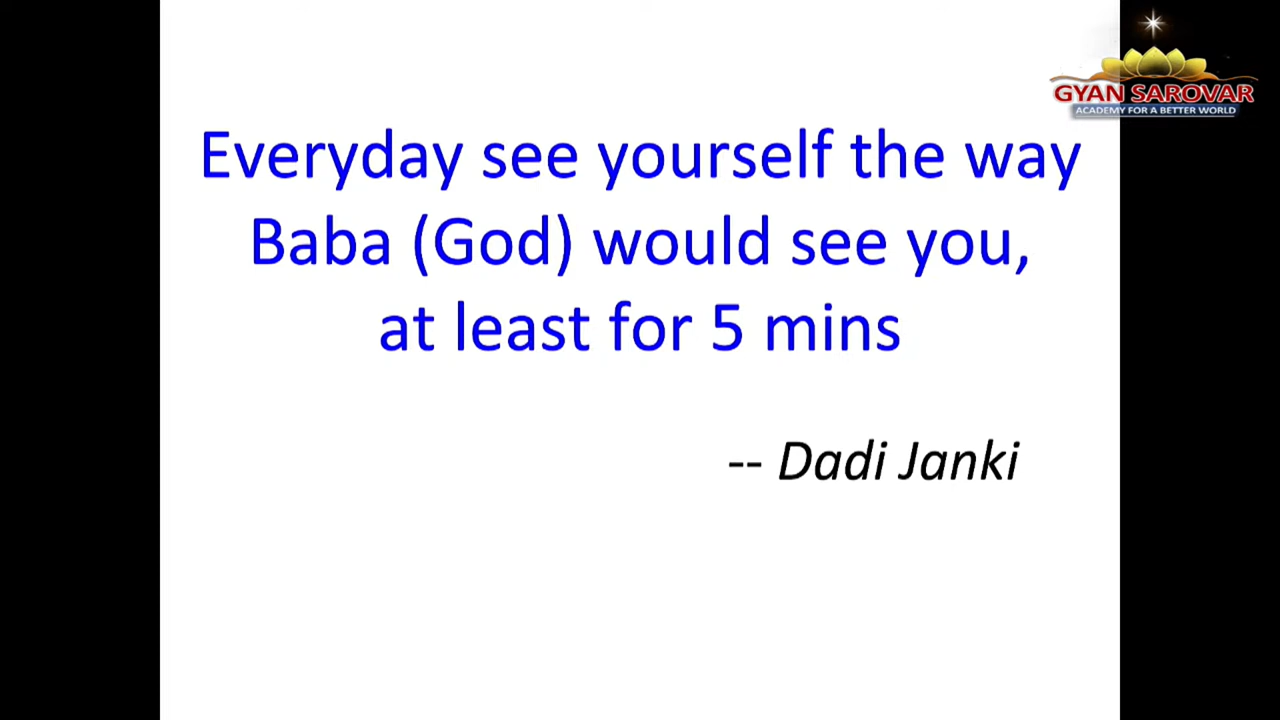 GYAN SAROVAR
ACADEMY FOR A BETTER WORLD
Everyday see yourself the way
Baba (God) would see you,
at least for 5 mins
-- Dadi Janki